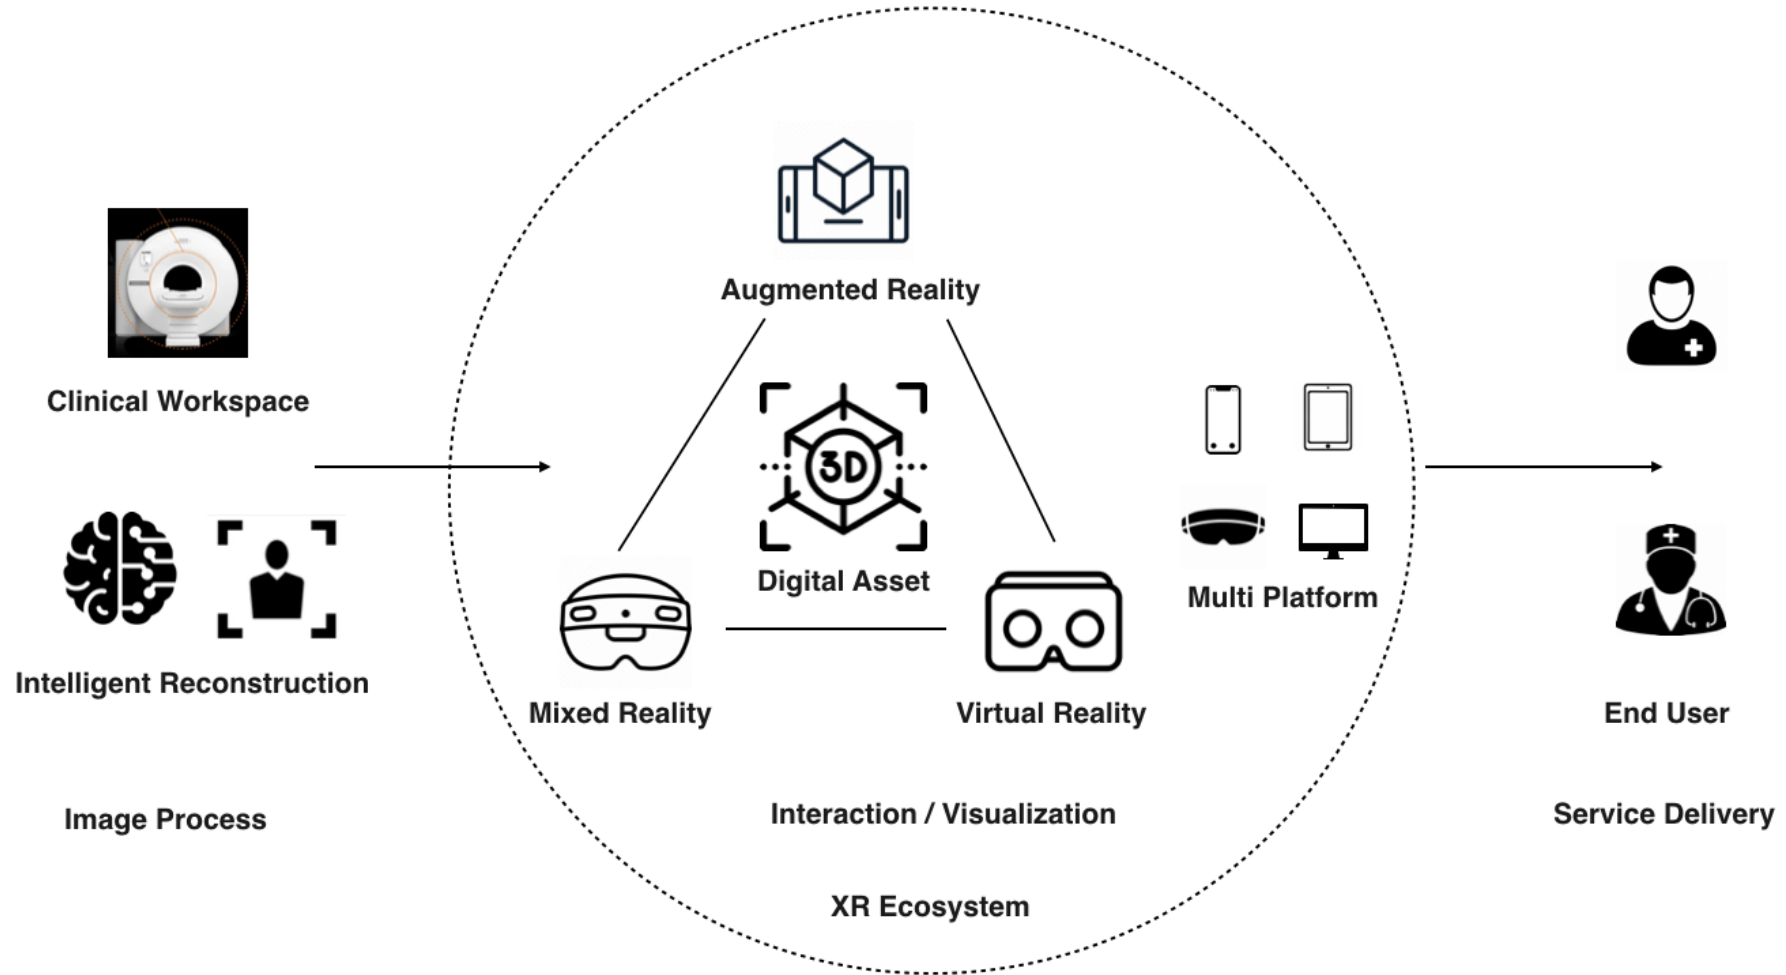 Augmented Reality
Clinical Workspace
3D
Digital Asset
Multi Platform
Intelligent Reconstruction
Mixed Reality
Virtual Reality
End User
Image Process
Interaction / Visualization
Service Delivery
XR Ecosystem